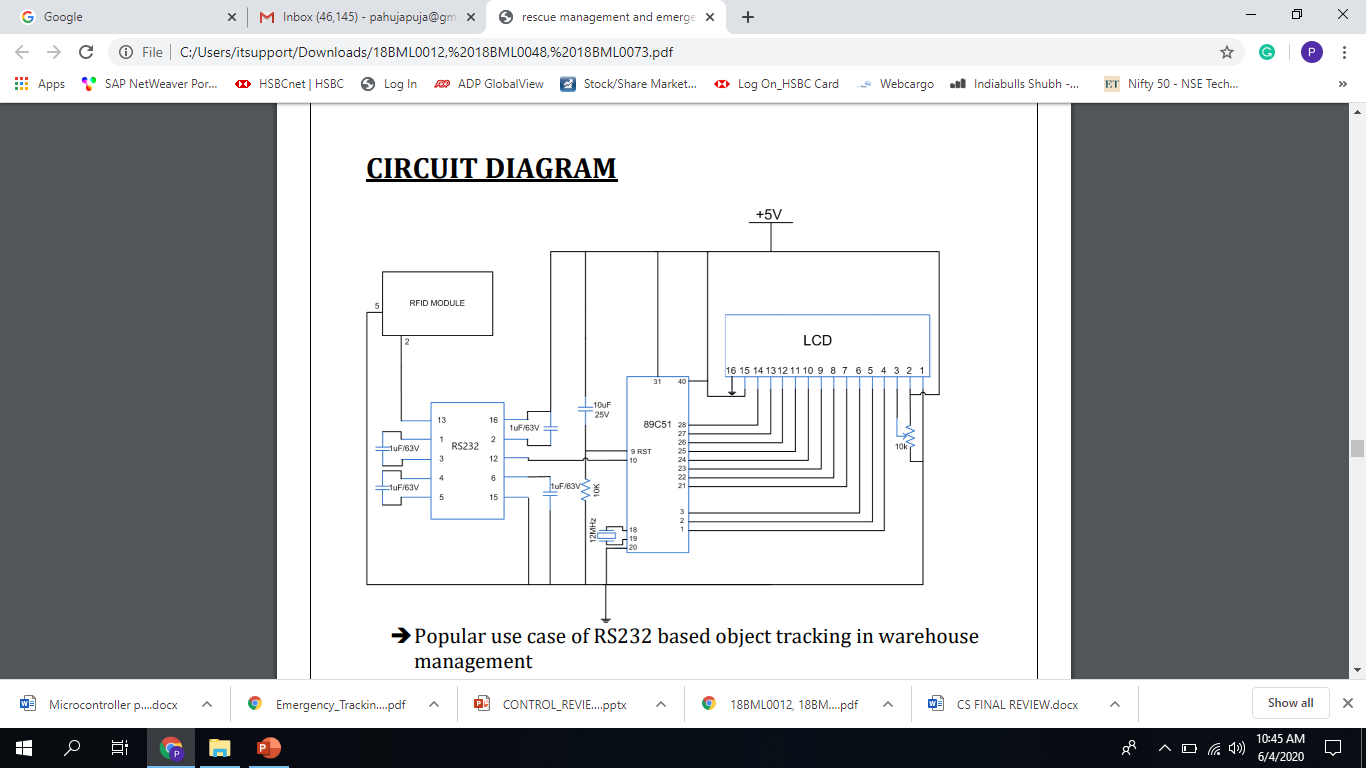 Google
Inbox (46,145) - pahujapuja@gm
rescue management and emerge
File | C:/Users/itsupport/Downloads/18BML0012,%2018BML0048,%2018BML0073.pdf
P
Apps SAP NetWeaver Por... HSBCnet | HSBC Log In ADP GlobalView Stock/Share Market... Log On_HSBC Card Webcargo Indiabulls Shubh -... ET Nifty 50 - NSE Tech... »
CIRCUIT DIAGRAM
+5V
RFID MODULE
5
2
LCD
16 15 14 13 12 11 10 9 8 7 6 5 4 3 2 1
10k
RS232
13
1
3
4
5
16
2
12
6
15
1uF/63V
1uF/63V
1uF/63V
1uF/63V
10uF
25V
10K
12MHz
89C51
31 40
9 RST
10
18
19
20
28
27
26
25
24
23
22
21
3
2
1
➔ Popular use case of RS232 based object tracking in warehouse
management
Microcontroller p....docx
Emergency_Trackin....pdf
CONTROL_REVIE....pptx
18BML0012, 18BM....pdf
CS FINAL REVIEW.docx
Show all
10:45 AM
6/4/2020